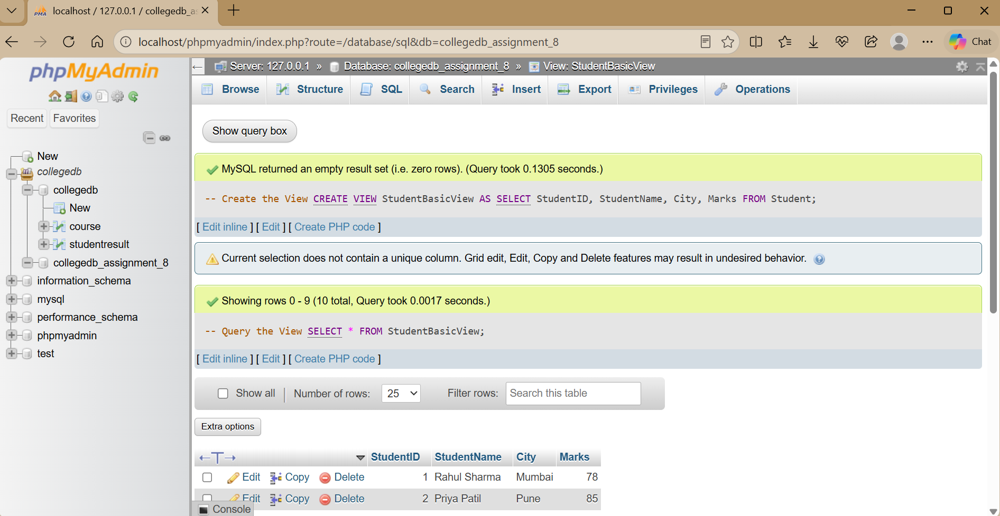 localhost / 127.0.0.1 / collegedb_as
localhost/phpmyadmin/index.php?route=/database/sql&db=collegedb_assignment_8
Chat
phpMyAdmin
Recent
Favorites
New
collegedb
collegedb
New
course
studentresult
collegedb_assignment_8
information_schema
mysql
performance_schema
phpmyadmin
test
Server: 127.0.0.1 » Database: collegedb_assignment_8 » View: StudentBasicView
Browse Structure SQL Search Insert Export Privileges Operations
Show query box
MySQL returned an empty result set (i.e. zero rows). (Query took 0.1305 seconds.)
-- Create the View CREATE VIEW StudentBasicView AS SELECT StudentID, StudentName, City, Marks FROM Student;
[ Edit inline ] [ Edit ] [ Create PHP code ]
Current selection does not contain a unique column. Grid edit, Edit, Copy and Delete features may result in undesired behavior.
Showing rows 0 - 9 (10 total, Query took 0.0017 seconds.)
-- Query the View SELECT * FROM StudentBasicView;
[ Edit inline ] [ Edit ] [ Create PHP code ]
Show all Number of rows: 25 Filter rows: Search this table
Extra options
←T→ StudentID StudentName City Marks
Edit Copy Delete 1 Rahul Sharma Mumbai 78
Edit Copy Delete 2 Priya Patil Pune 85
Console